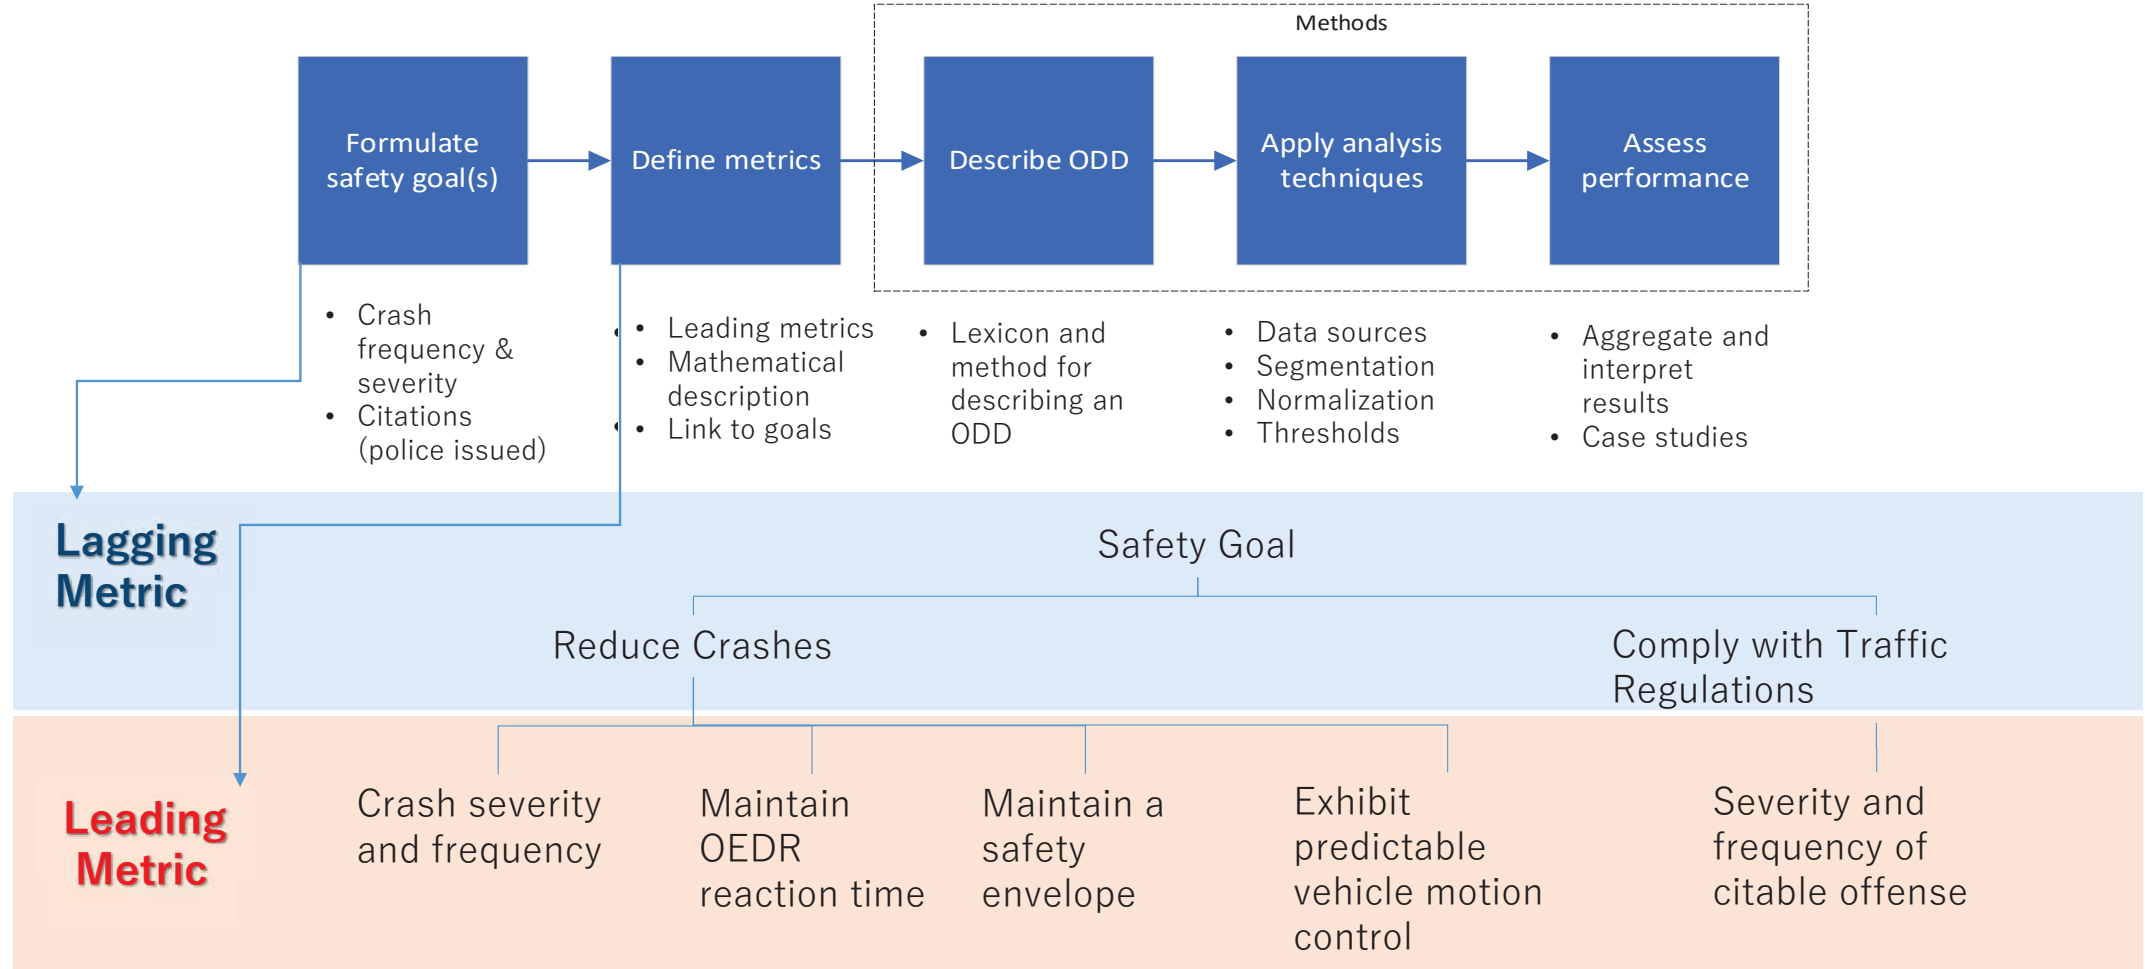 Methods
Formulate
safety goal(s)
Define metrics
Describe ODD
Apply analysis
techniques
Assess
performance
• Crash
frequency &
severity
• Citations
(police issued)
• Leading metrics
• Mathematical
description
• Link to goals
• Lexicon and
method for
describing an
ODD
• Data sources
• Segmentation
• Normalization
• Thresholds
• Aggregate and
interpret
results
• Case studies
Lagging
Metric
Safety Goal
Reduce Crashes
Comply with Traffic
Regulations
Leading
Metric
Crash severity
and frequency
Maintain
OEDR
reaction time
Maintain a
safety
envelope
Exhibit
predictable
vehicle motion
control
Severity and
frequency of
citable offense